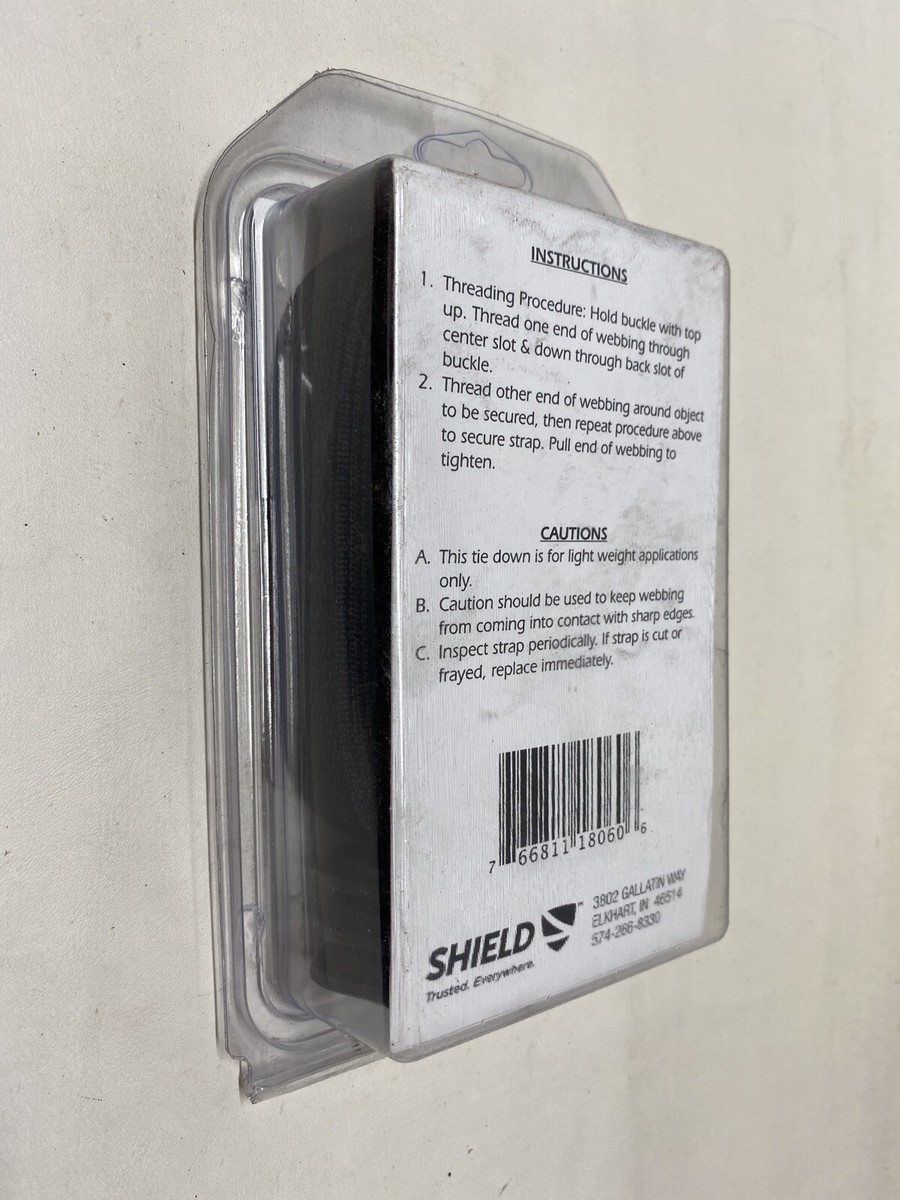 INSTRUCTIONS
1. Threading Procedure: Hold buckle with top
up. Thread one end of webbing through
center slot & down through back slot of
buckle.
2. Thread other end of webbing around object
to be secured, then repeat procedure above
to secure strap. Pull end of webbing to
tighten.
CAUTIONS
A. This tie down is for light weight applications
only.
B. Caution should be used to keep webbing
from coming into contact with sharp edges.
C. Inspect strap periodically. If strap is cut or
frayed, replace immediately.
7 66811 18060 6
SHIELD™
Trusted. Everywhere.
3802 GALLATIN WAY
ELKHART, IN 46514
574-266-8330